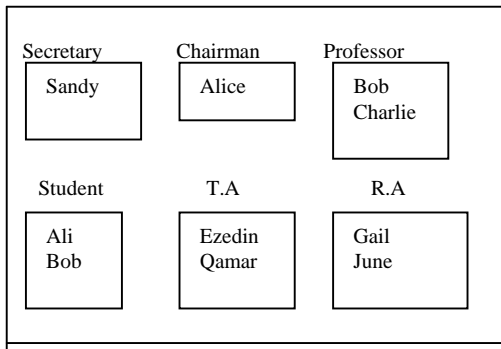 Secretary
Chairman
Professor
Sandy
Alice
Bob
Charlie
Student
T.A
R.A
Ali
Bob
Ezedin
Qamar
Gail
June